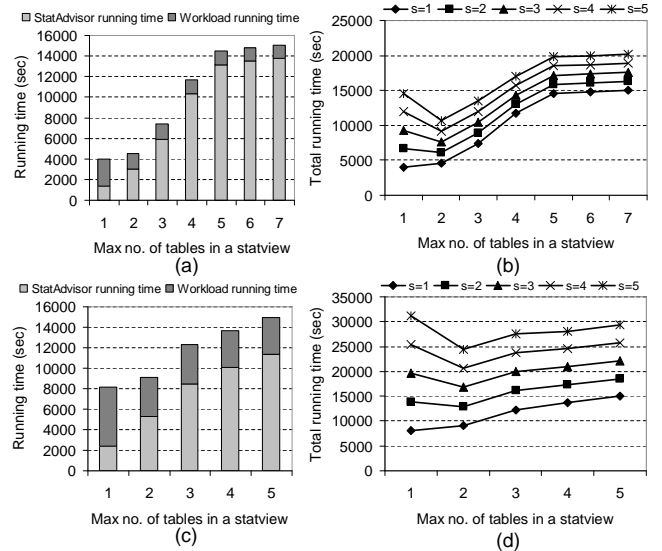 StatAdvisor running time Workload running time
Running time (sec)
16000
14000
12000
10000
8000
6000
4000
2000
0
1 2 3 4 5 6 7
Max no. of tables in a statview
(a)
s=1 s=2 s=3 s=4 s=5
Total running time (sec)
25000
20000
15000
10000
5000
0
1 2 3 4 5 6 7
Max no. of tables in a statview
(b)
StatAdvisor running time Workload running time
Running time (sec)
16000
14000
12000
10000
8000
6000
4000
2000
0
1 2 3 4 5
Max no. of tables in a statview
(c)
s=1 s=2 s=3 s=4 s=5
Total running time (sec)
35000
30000
25000
20000
15000
10000
5000
0
1 2 3 4 5
Max no. of tables in a statview
(d)